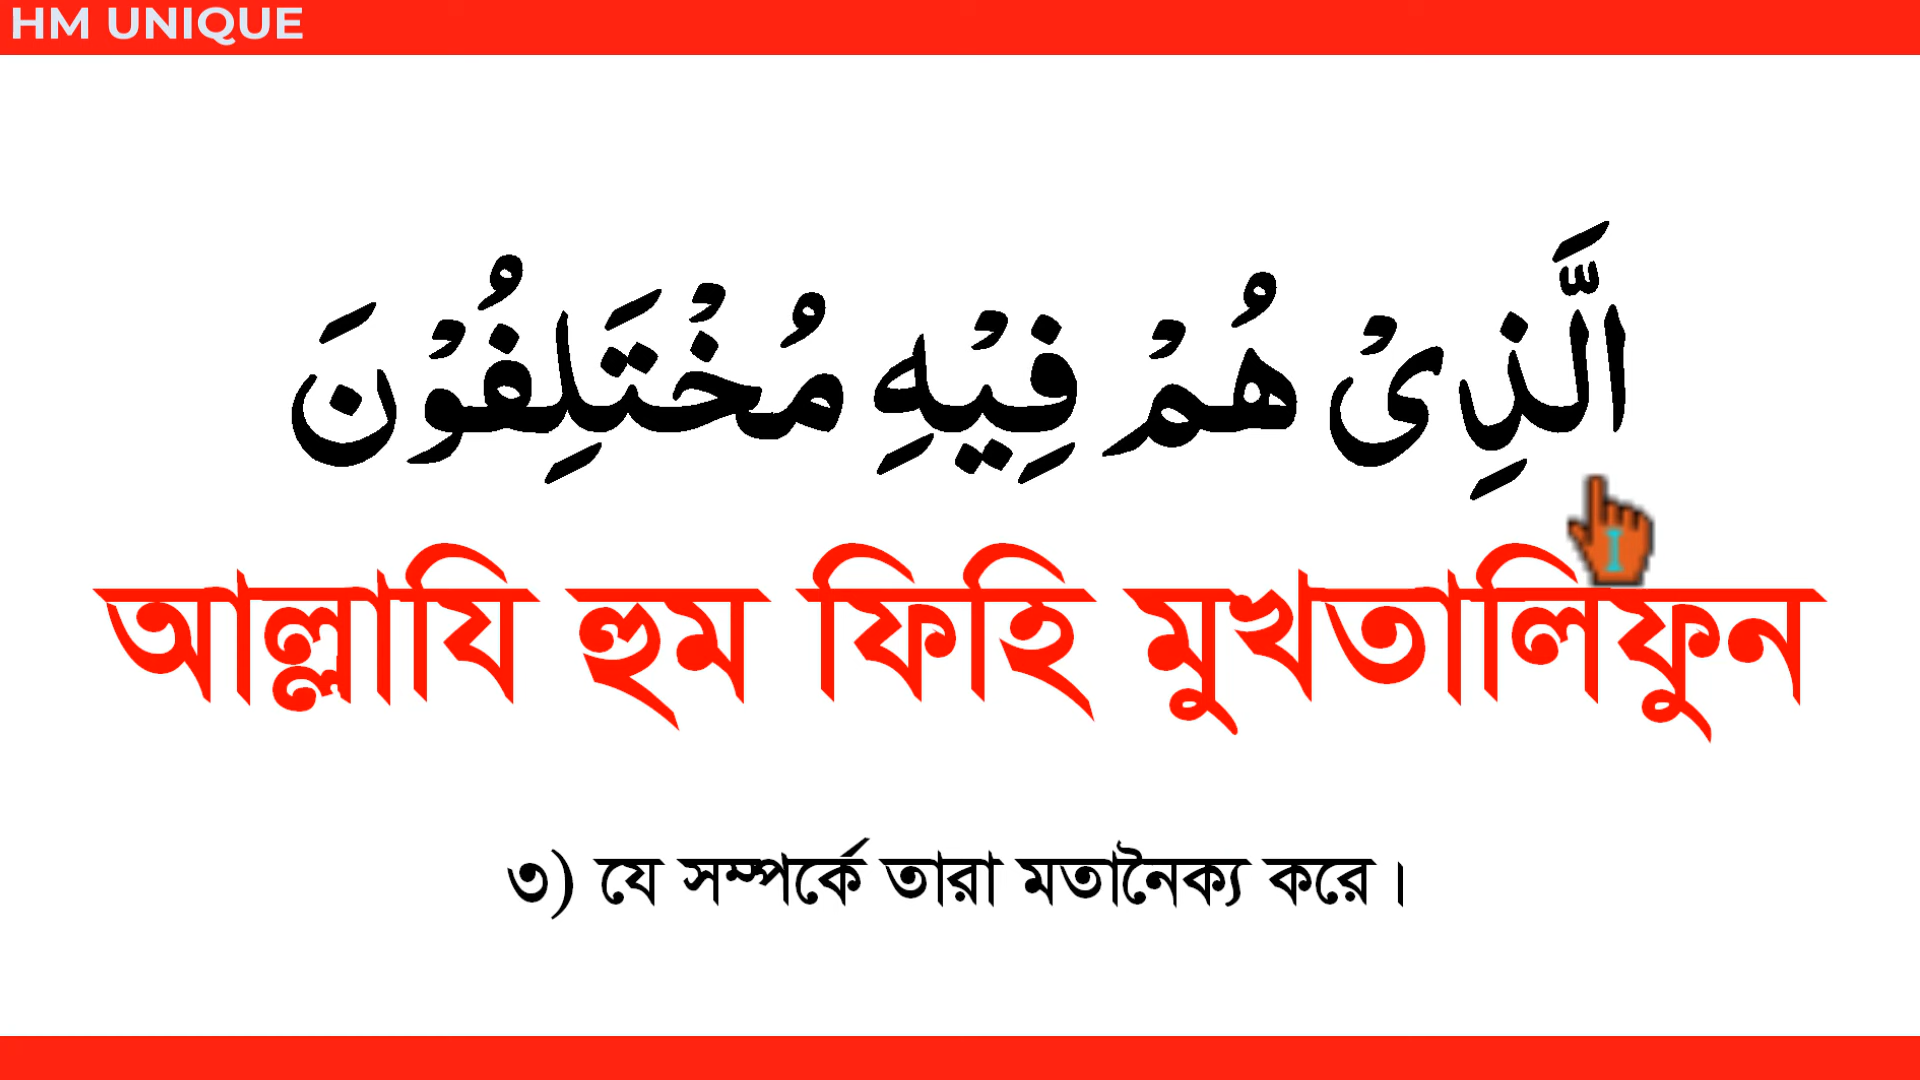 HM UNIQUE
الَّذِیْ هُمْ فِیْهِ مُخْتَلِفُوْنَ
আল্লাযি হুম ফিহি মুখতালিফুন
৩) যে সম্পর্কে তারা মতানৈক্য করে।